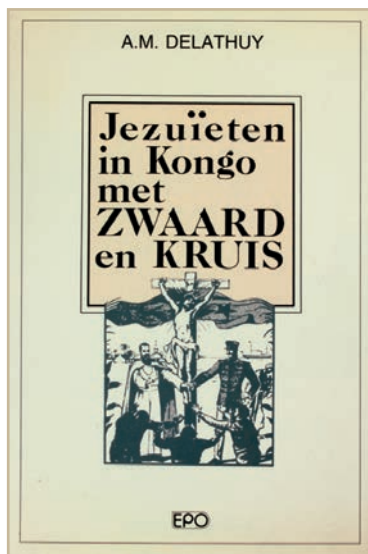 A.M. DELATHUY
Jezuïeten
in Kongo
met
ZWAARD
en KRUIS
EPO